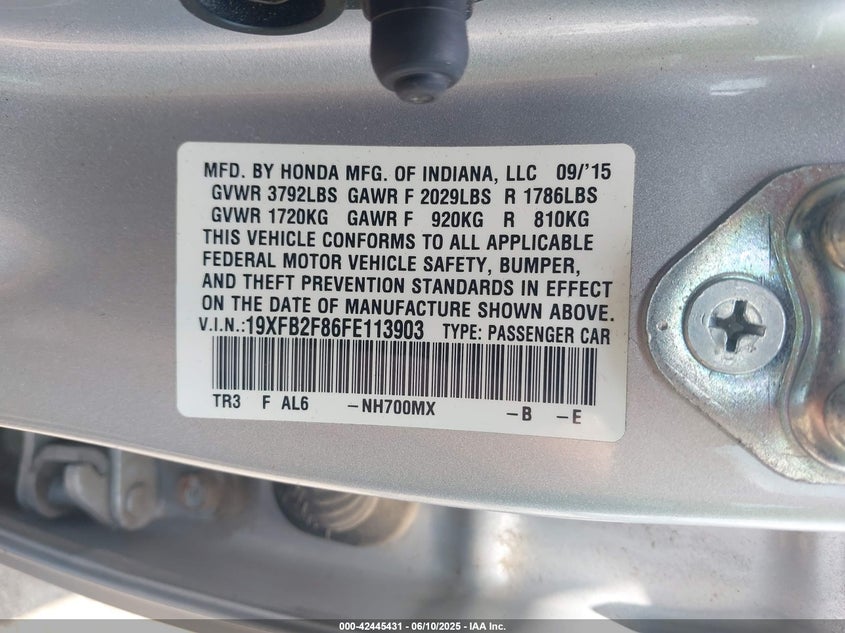 MFD. BY HONDA MFG. OF INDIANA, LLC 09/'15
GVWR 3792LBS GAWR F 2029LBS R 1786LBS
GVWR 1720KG GAWR F 920KG R 810KG
THIS VEHICLE CONFORMS TO ALL APPLICABLE
FEDERAL MOTOR VEHICLE SAFETY, BUMPER,
AND THEFT PREVENTION STANDARDS IN EFFECT
ON THE DATE OF MANUFACTURE SHOWN ABOVE.
V.I.N.:19XFB2F86FE113903 TYPE: PASSENGER CAR
TR3 F AL6 -NH700MX -B -E
000-42445431 - 06/10/2025 - IAA Inc.